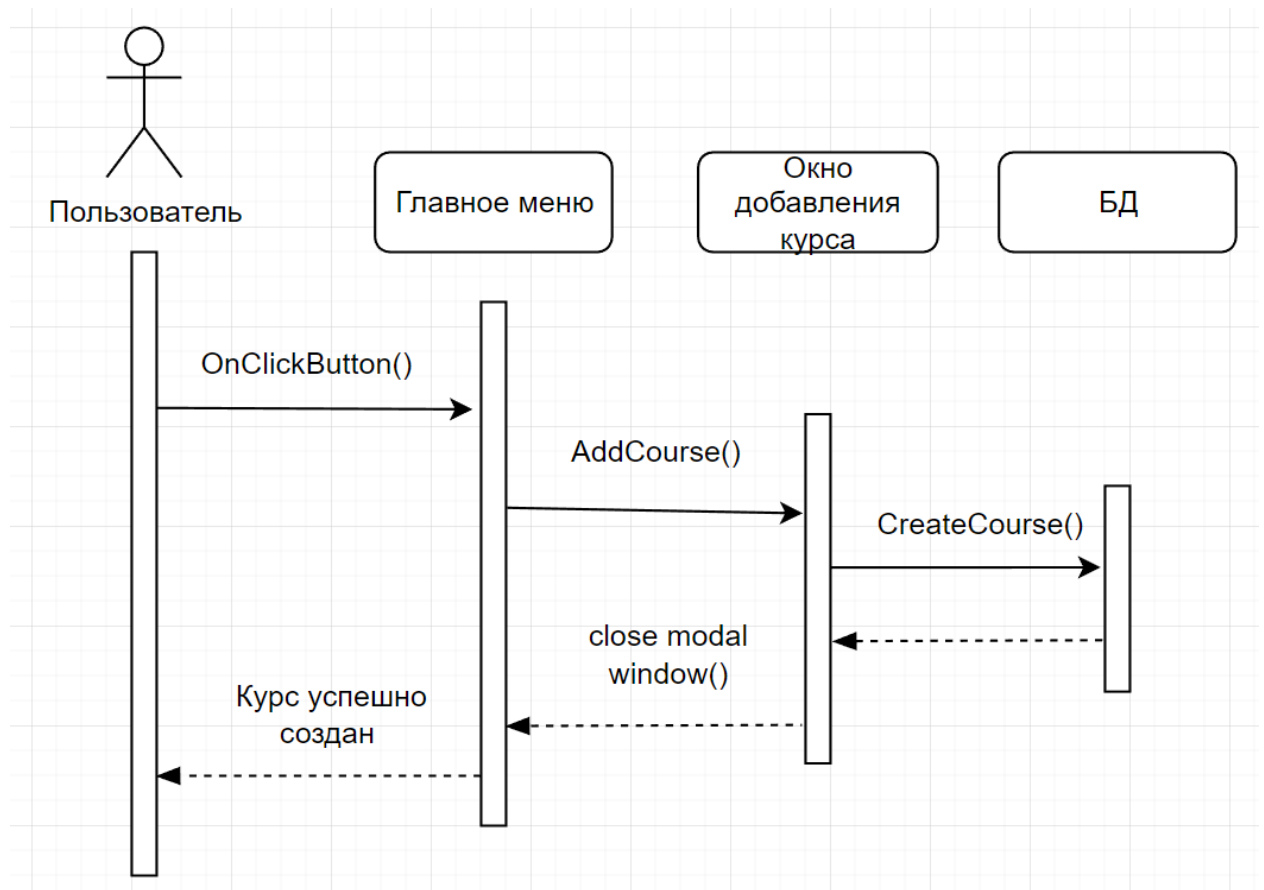 Пользователь
Главное меню
Окно
добавления
курса
БД
OnClickButton()
AddCourse()
CreateCourse()
close modal
window()
Курс успешно
создан